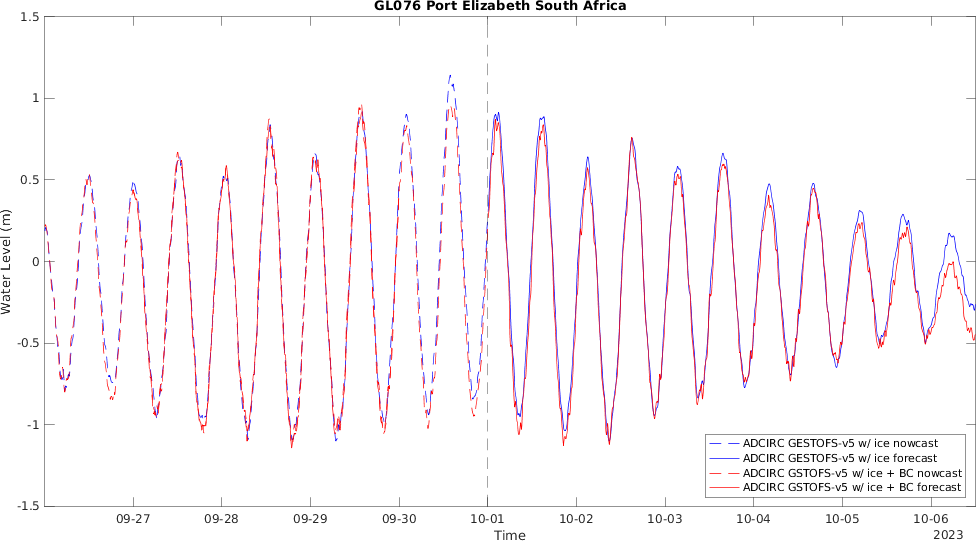 GL076 Port Elizabeth South Africa
1.5
1
0.5
0
-0.5
-1
-1.5
Water Level (m)
ADCIRC GESTOFS-v5 w/ ice nowcast
ADCIRC GESTOFS-v5 w/ ice forecast
ADCIRC GSTOFS-v5 w/ ice + BC nowcast
ADCIRC GSTOFS-v5 w/ ice + BC forecast
09-27 09-28 09-29 09-30 10-01 10-02 10-03 10-04 10-05 10-06
Time
2023